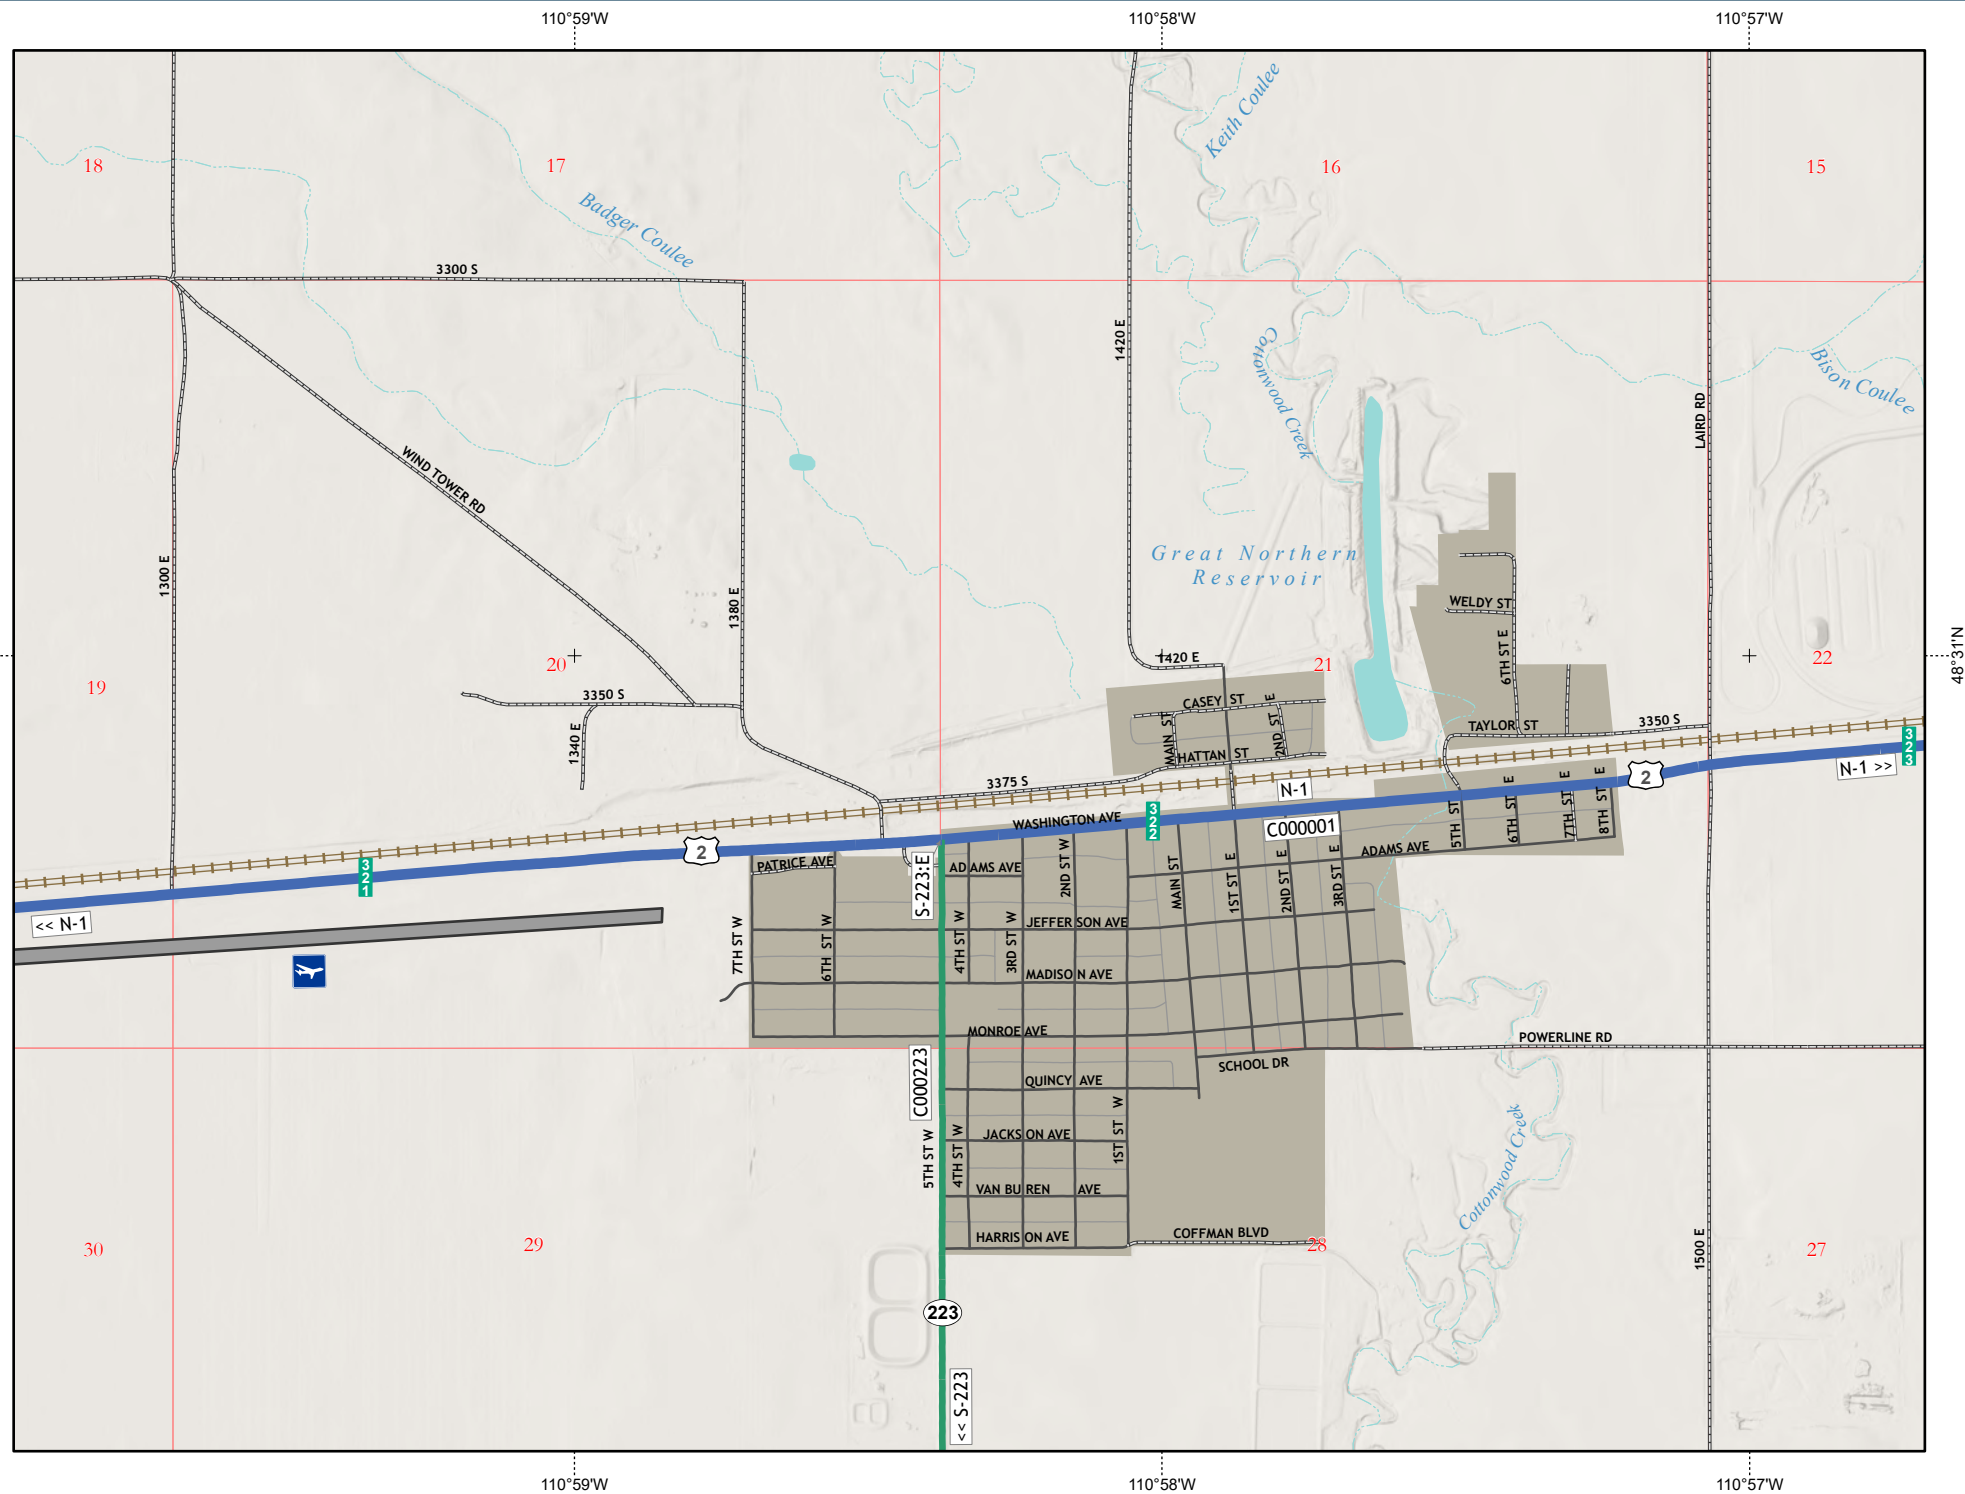 110°59'W
110°58'W
110°57'W
Keith Coulee
18
17
16
15
Badger Coulee
3300 S
1420 E
Cottonwood Creek
Bison Coulee
LAIRD RD
WIND TOWER RD
Great Northern
Reservoir
1300 E
1380 E
WELDY ST
6TH ST E
48°31'N
19
20
1420 E
21
22
3350 S
CASEY ST
MAIN ST
2ND ST E
TAYLOR ST
3350 S
1340 E
HATTAN ST
3375 S
N-1
2
N-1 >>
323
WASHINGTON AVE
322
C000001
5TH ST
6TH ST E
7TH ST E
8TH ST E
2
PATRICE AVE
321
S-223:E
ADAMS AVE
2ND ST W
MAIN ST
1ST ST E
2ND ST E
3RD ST E
ADAMS AVE
<< N-1
7TH ST W
6TH ST W
4TH ST W
3RD ST W
JEFFERSON AVE
MADISON AVE
MONROE AVE
POWERLINE RD
SCHOOL DR
C000223
QUINCY AVE
5TH ST W
4TH ST W
JACKSON AVE
1ST ST W
Cottonwood Creek
VAN BUREN AVE
HARRISON AVE
COFFMAN BLVD
30
29
28
1500 E
27
223
<< S-223
110°59'W
110°58'W
110°57'W